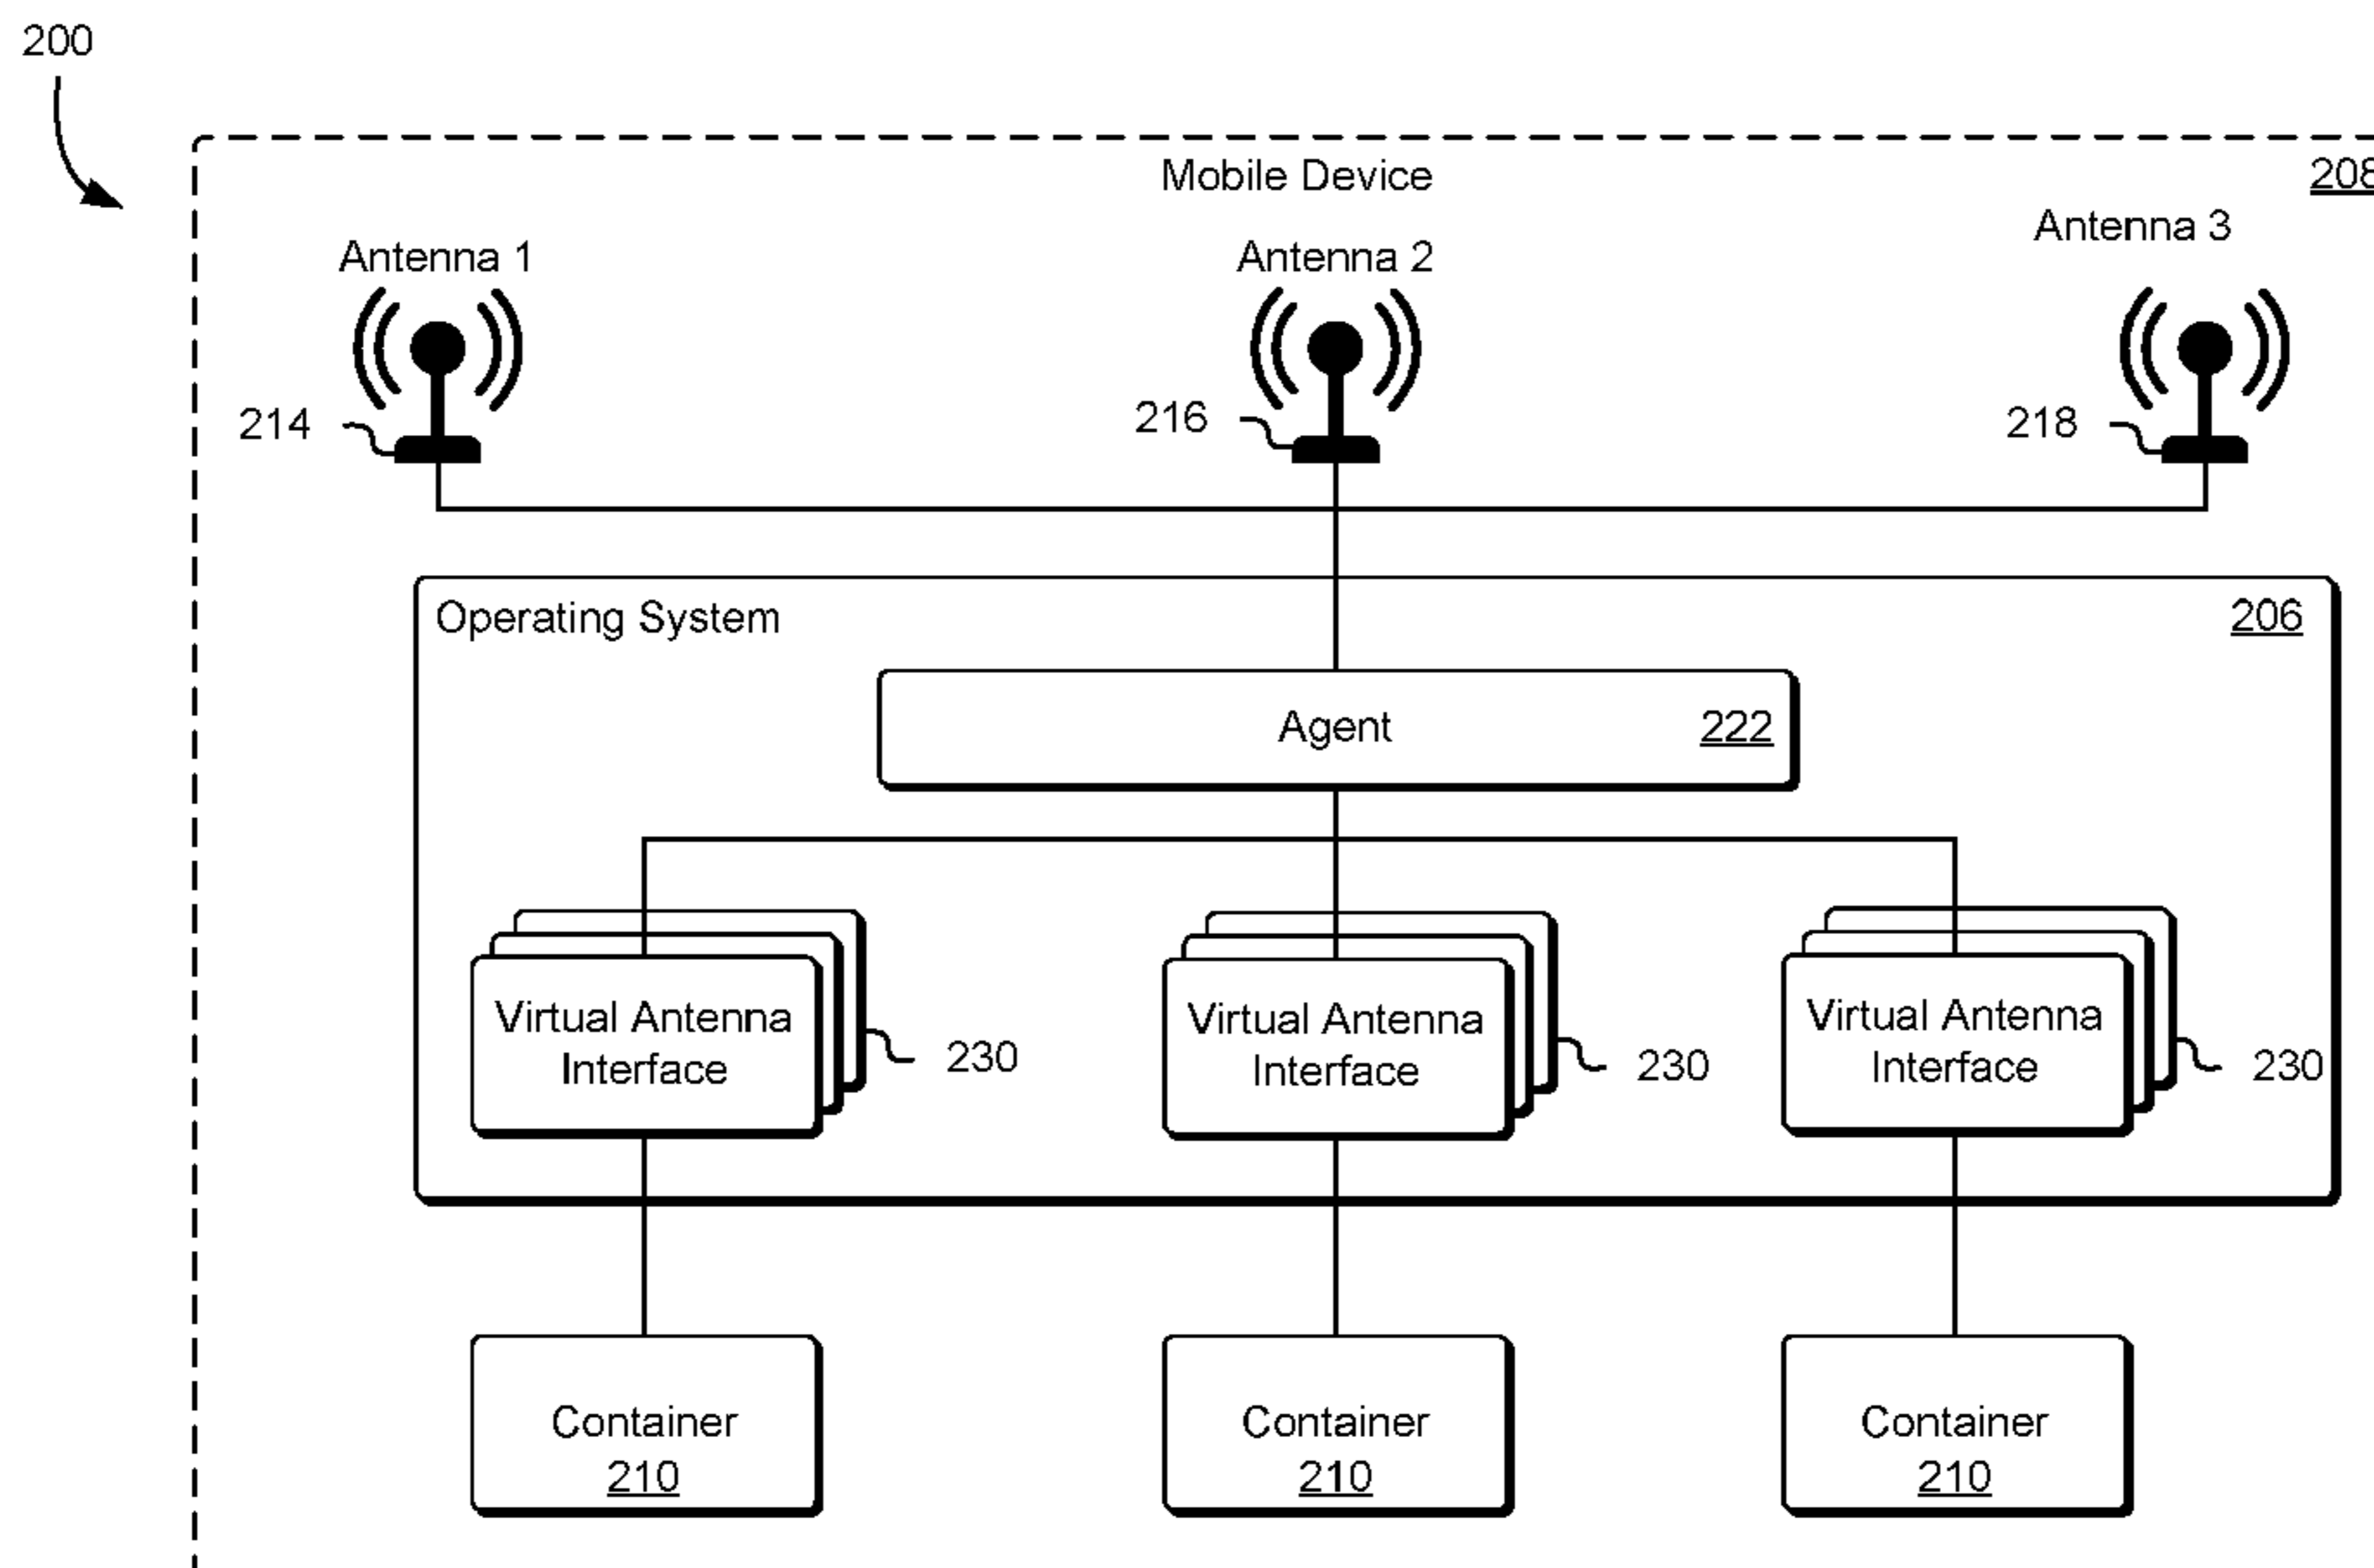 200
Mobile Device
208
Antenna 1
Antenna 2
Antenna 3
214
216
218
Operating System
206
Agent
222
Virtual Antenna
Interface
230
Virtual Antenna
Interface
230
Virtual Antenna
Interface
230
Container
210
Container
210
Container
210